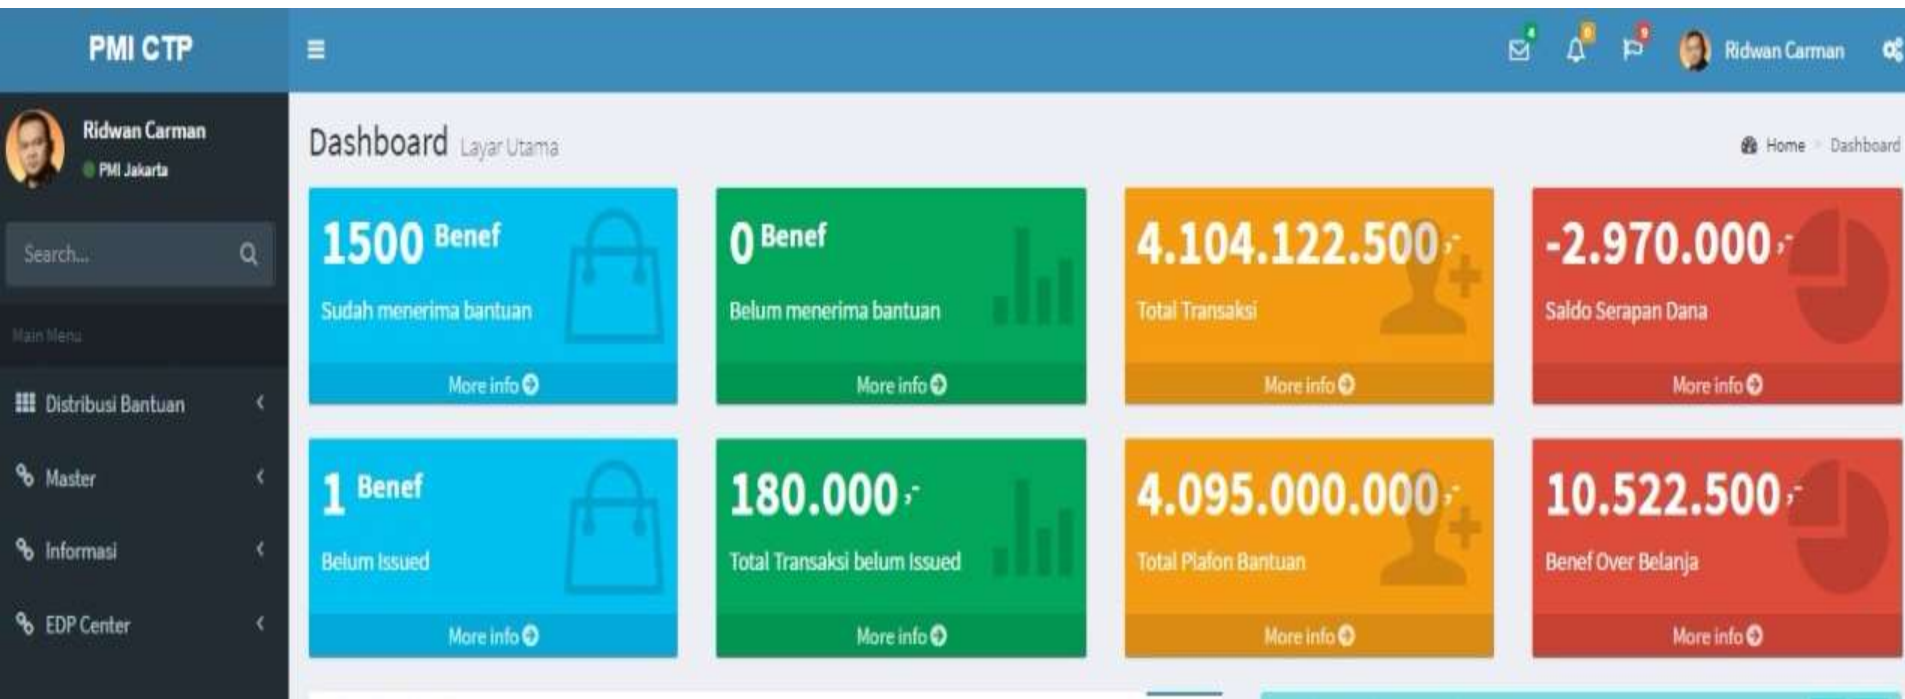 PMI CTP
4
0
9
Ridwan Carman
Ridwan Carman
PMI Jakarta
Search...
Main Menu
Distribusi Bantuan
Master
Informasi
EDP Center
Dashboard Layar Utama
Home > Dashboard
1500 Benef
Sudah menerima bantuan
More info
0 Benef
Belum menerima bantuan
More info
4.104.122.500,-
Total Transaksi
More info
-2.970.000,-
Saldo Serapan Dana
More info
1 Benef
Belum Issued
More info
180.000,-
Total Transaksi belum Issued
More info
4.095.000.000,-
Total Plafon Bantuan
More info
10.522.500,-
Benef Over Belanja
More info